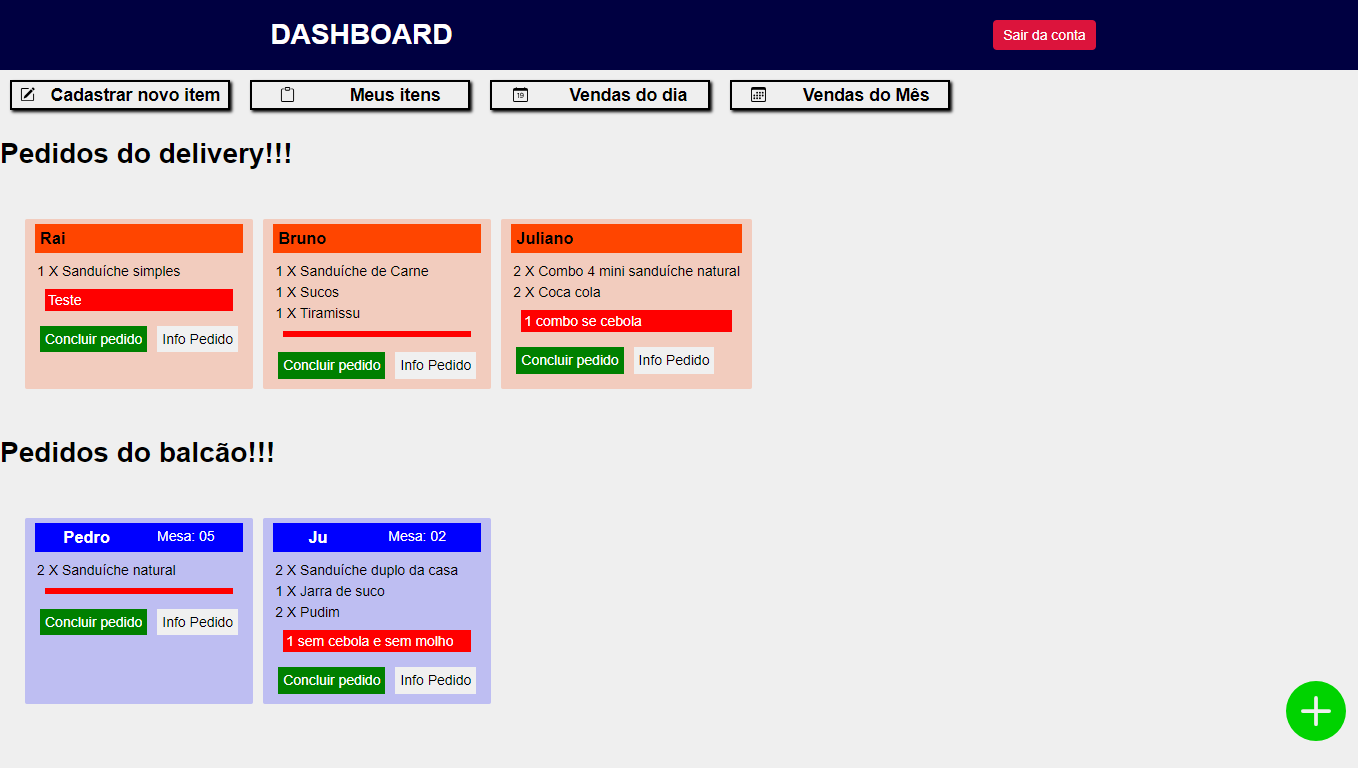 DASHBOARD
Sair da conta
Cadastrar novo item
Meus itens
19
Vendas do dia
Vendas do Mês
Pedidos do delivery!!!
Rai
1 X Sanduíche simples
Teste
Concluir pedido
Info Pedido
Bruno
1 X Sanduíche de Carne
1 X Sucos
1 X Tiramissu
Concluir pedido
Info Pedido
Juliano
2 X Combo 4 mini sanduíche natural
2 X Coca cola
1 combo se cebola
Concluir pedido
Info Pedido
Pedidos do balcão!!!
Pedro
Mesa: 05
2 X Sanduíche natural
Concluir pedido
Info Pedido
Ju
Mesa: 02
2 X Sanduíche duplo da casa
1 X Jarra de suco
2 X Pudim
1 sem cebola e sem molho
Concluir pedido
Info Pedido